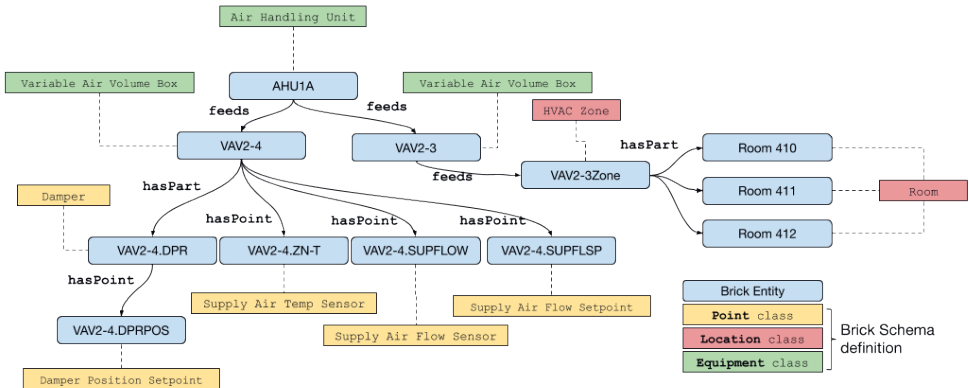 Air Handling Unit
Variable Air Volume Box
AHU1A
Variable Air Volume Box
feeds
feeds
HVAC Zone
VAV2-4
VAV2-3
hasPart
Room 410
feeds
VAV2-3Zone
hasPart
Damper
Room 411
Room
hasPoint
hasPoint
hasPoint
Room 412
VAV2-4.DPR
VAV2-4.ZN-T
VAV2-4.SUPFLOW
VAV2-4.SUPFLSP
hasPoint
Supply Air Temp Sensor
Supply Air Flow Setpoint
VAV2-4.DPRPOS
Supply Air Flow Sensor
Damper Position Setpoint
Brick Entity
Point class
Location class
Equipment class
Brick Schema
definition